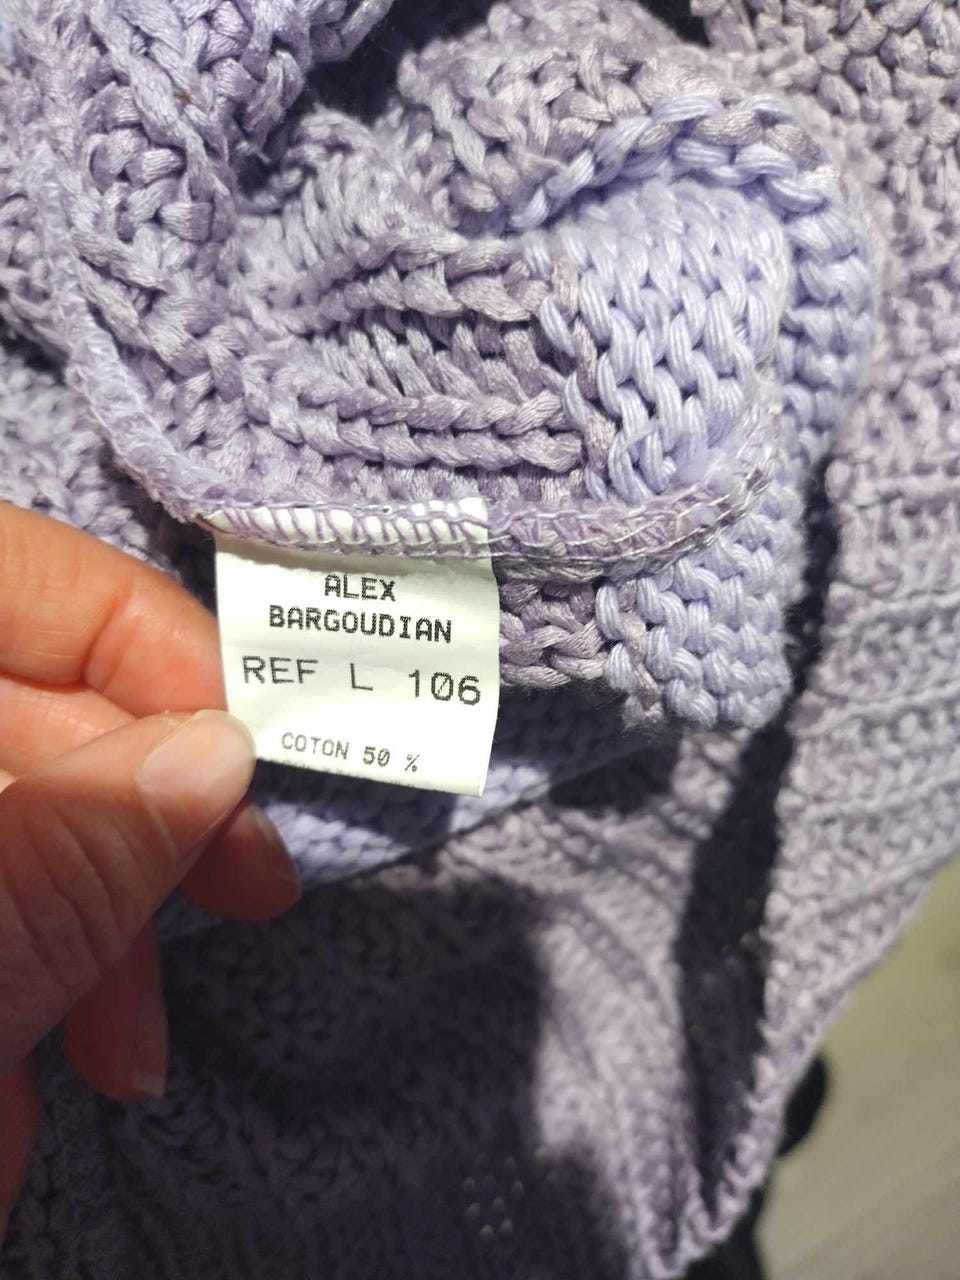 ALEX
BARGOUDIAN
REF L 106
COTON 50 %